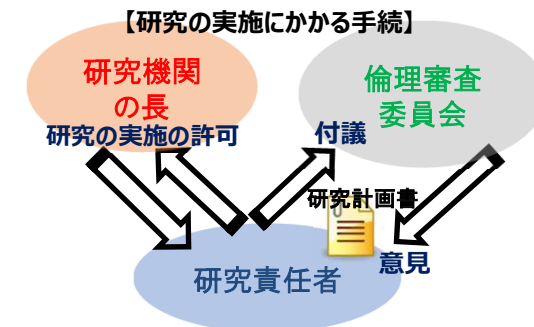 【研究の実施にかかる手続】
研究機関
の長
研究の実施の許可
倫理審査
委員会
付議
研究計画書
意見
研究責任者